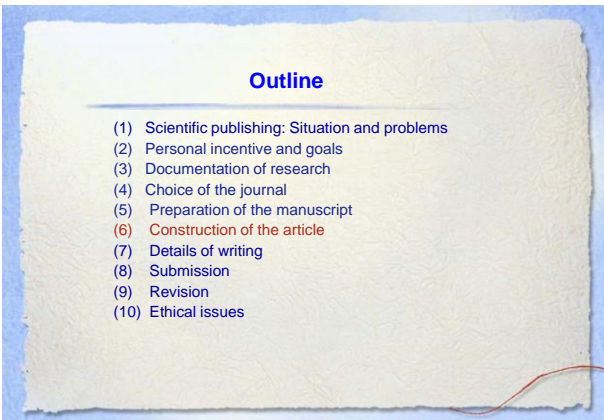 Outline
(1) Scientific publishing: Situation and problems
(2) Personal incentive and goals
(3) Documentation of research
(4) Choice of the journal
(5) Preparation of the manuscript
(6) Construction of the article
(7) Details of writing
(8) Submission
(9) Revision
(10) Ethical issues